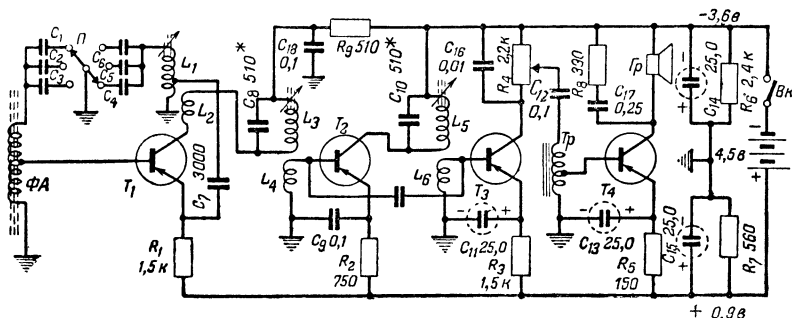 C₁ П
C₂
C₃
C₆
C₅
C₄
L₁
C₈ 510*
C₁₈
0,1
R₉ 510
C₁₀ 510*
C₁₆
0,01
R₄ 2,2к
R₈ 330
Гр
25,0
C₁₄
R₆ 2,4к
−3,6в
Вк
L₂
L₃
L₅
C₁₂
0,1
C₁₇
0,25
ФА
T₁
C₇ 3000
T₂
L₄
L₆
T₃
Тр
T₄
4,5в
C₉ 0,1
C₁₁ 25,0
C₁₃ 25,0
C₁₅ 25,0
R₇ 560
R₁
1,5к
R₂
750
R₃
1,5к
R₅
150
+ 0,9в